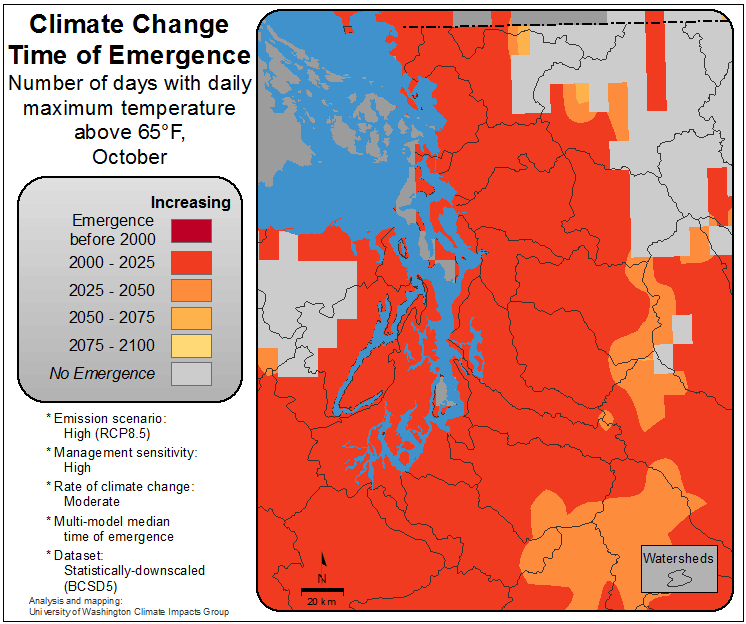 Climate Change
Time of Emergence
Number of days with daily
maximum temperature
above 65°F,
October
Increasing
Emergence
before 2000
2000 - 2025
2025 - 2050
2050 - 2075
2075 - 2100
No Emergence
* Emission scenario:
High (RCP8.5)
* Management sensitivity:
High
* Rate of climate change:
Moderate
* Multi-model median
time of emergence
* Dataset:
Statistically-downscaled
(BCSD5)
Analysis and mapping:
University of Washington Climate Impacts Group
N
20 km
Watersheds